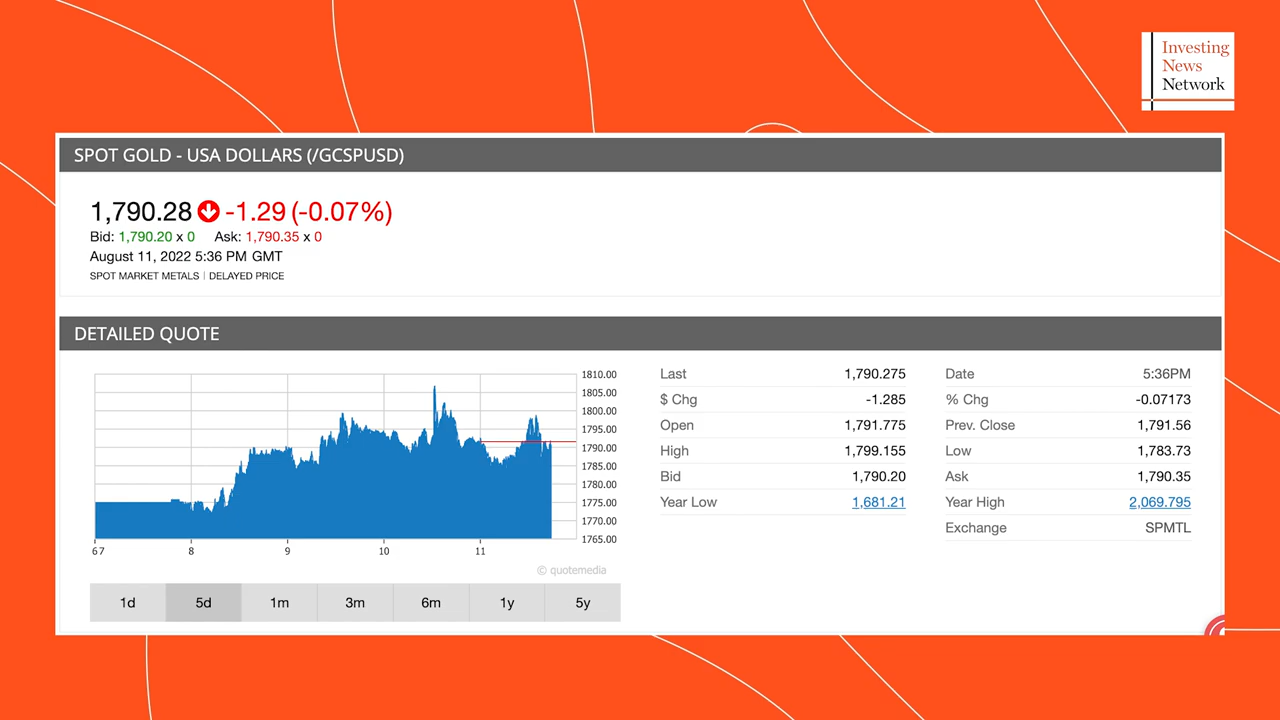 Investing
News
Network
SPOT GOLD - USA DOLLARS (/GCSPUSD)
1,790.28 -1.29 (-0.07%)
Bid: 1,790.20 x 0 Ask: 1,790.35 x 0
August 11, 2022 5:36 PM GMT
SPOT MARKET METALS | DELAYED PRICE
DETAILED QUOTE
1810.00
1805.00
1800.00
1795.00
1790.00
1785.00
1780.00
1775.00
1770.00
1765.00
67 8 9 10 11
© quotemedia
1d 5d 1m 3m 6m 1y 5y
Last 1,790.275 Date 5:36PM
$ Chg -1.285 % Chg -0.07173
Open 1,791.775 Prev. Close 1,791.56
High 1,799.155 Low 1,783.73
Bid 1,790.20 Ask 1,790.35
Year Low 1,681.21 Year High 2,069.795
Exchange SPMTL